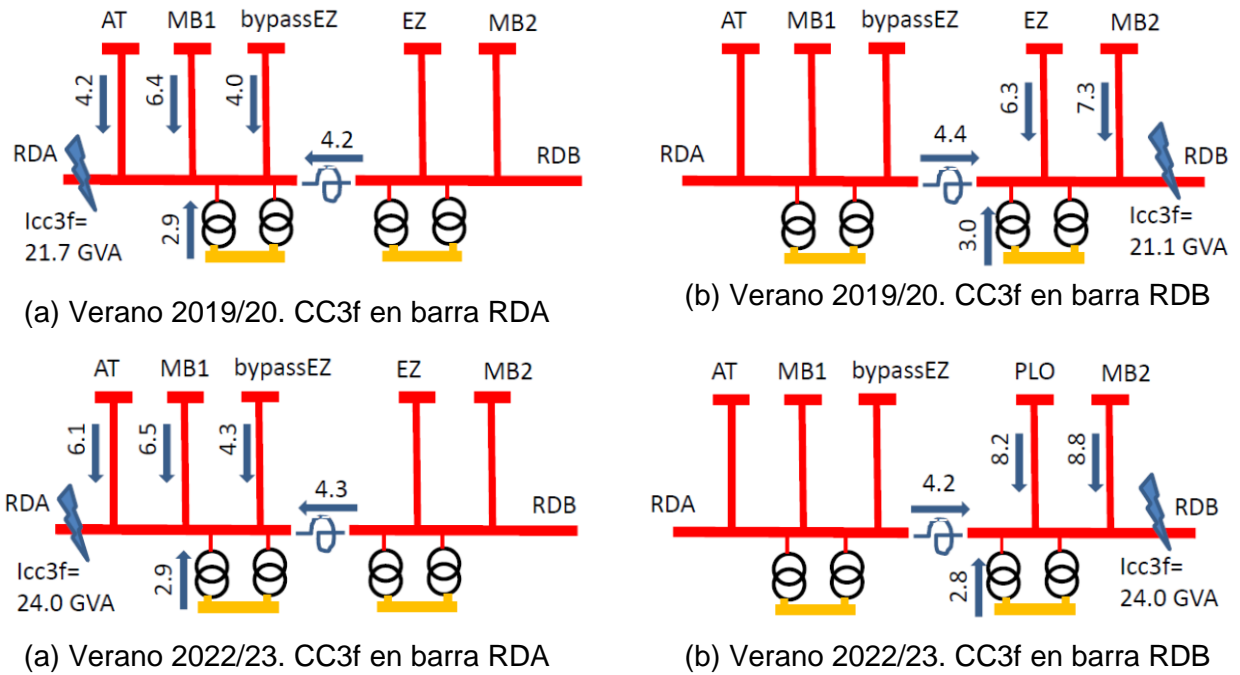 AT MB1 bypassEZ EZ MB2
4.2 6.4 4.0
4.2
RDA RDB
2.9
Icc3f=
21.7 GVA
(a) Verano 2019/20. CC3f en barra RDA
AT MB1 bypassEZ EZ MB2
6.3 7.3
4.4
RDA RDB
3.0
Icc3f=
21.1 GVA
(b) Verano 2019/20. CC3f en barra RDB
AT MB1 bypassEZ EZ MB2
6.1 6.5 4.3
4.3
RDA RDB
2.9
Icc3f=
24.0 GVA
(a) Verano 2022/23. CC3f en barra RDA
AT MB1 bypassEZ PLO MB2
8.2 8.8
4.2
RDA RDB
2.8
Icc3f=
24.0 GVA
(b) Verano 2022/23. CC3f en barra RDB